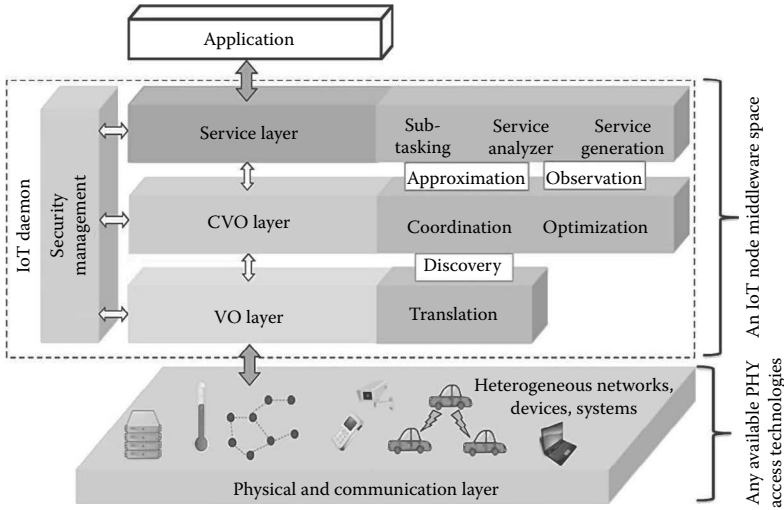 Application
Service layer
Sub-
tasking
Service
analyzer
Service
generation
Approximation
Observation
CVO layer
Coordination
Optimization
Discovery
VO layer
Translation
IoT daemon
Security
management
An IoT node middleware space
Heterogeneous networks,
devices, systems
Physical and communication layer
Any available PHY
access technologies